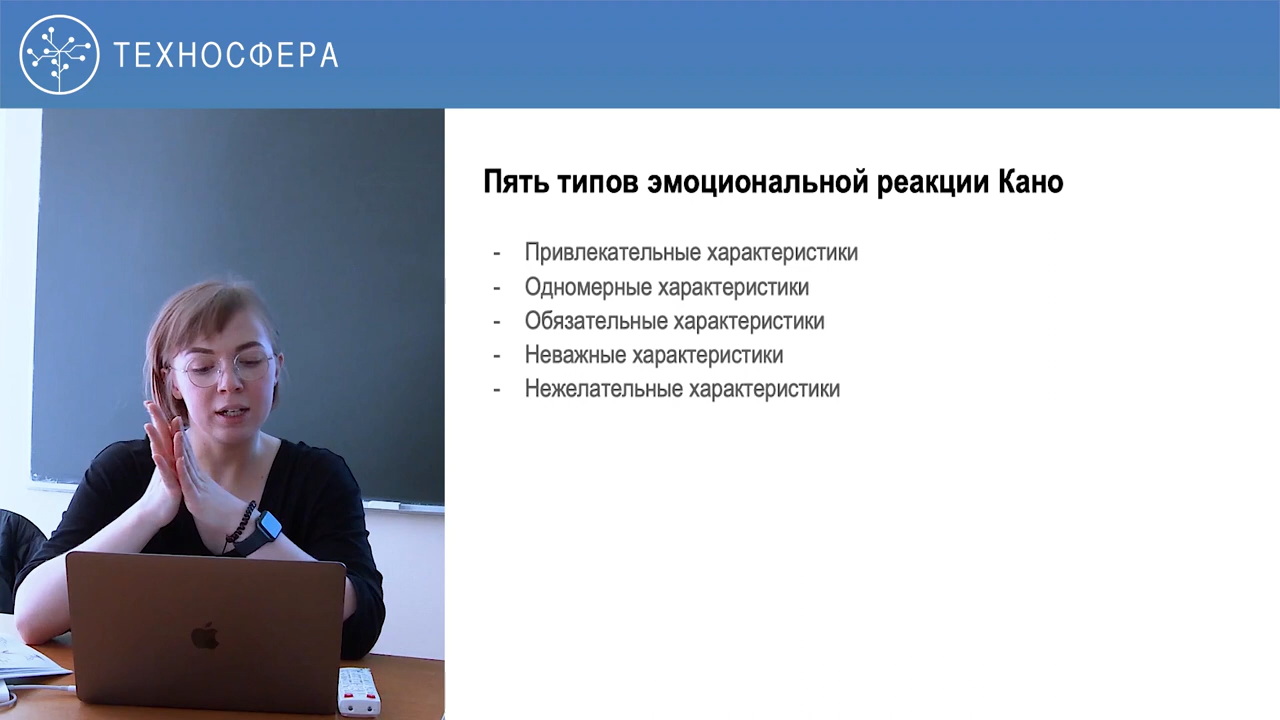 ТЕХНОСФЕРА
Пять типов эмоциональной реакции Кано
- Привлекательные характеристики
- Одномерные характеристики
- Обязательные характеристики
- Неважные характеристики
- Нежелательные характеристики